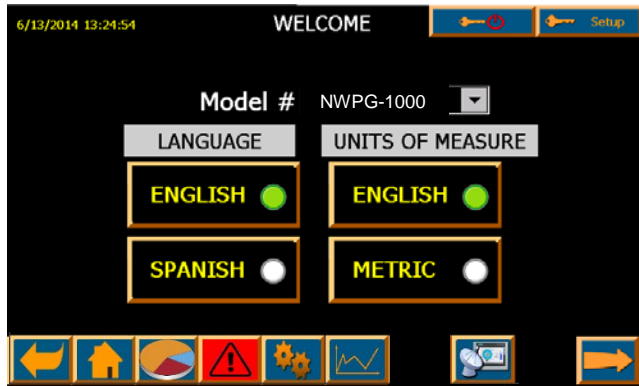 6/13/2014 13:24:54 WELCOME Setup
Model # NWPG-1000
LANGUAGE UNITS OF MEASURE
ENGLISH ENGLISH
SPANISH METRIC